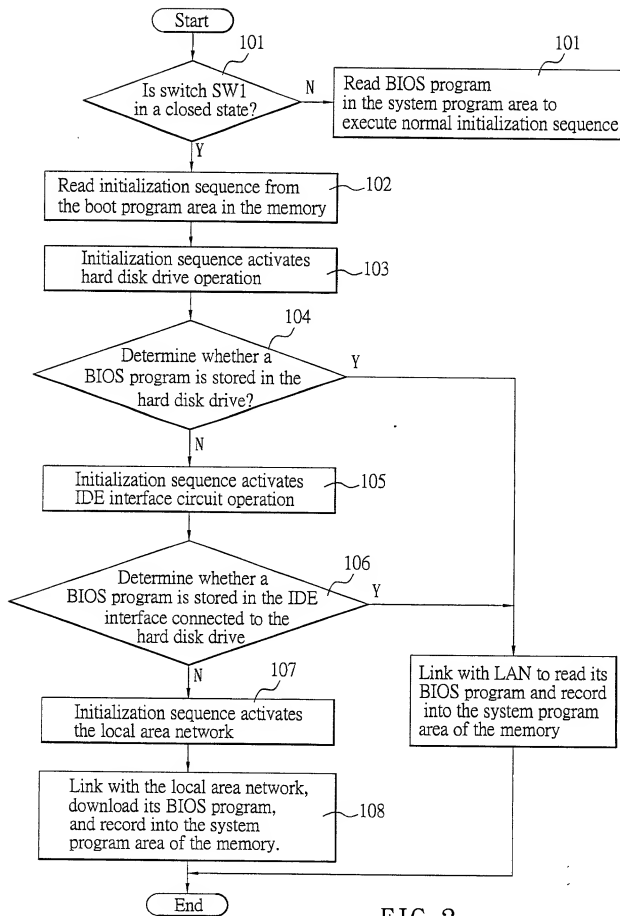 Start
101
Is switch SW1
in a closed state?
N
101
Read BIOS program
in the system program area to
execute normal initialization sequence
Y
Read initialization sequence from
the boot program area in the memory
102
Initialization sequence activates
hard disk drive operation
103
104
Determine whether a
BIOS program is stored in the
hard disk drive?
Y
N
Initialization sequence activates
IDE interface circuit operation
105
106
Determine whether a
BIOS program is stored in the IDE
interface connected to the
hard disk drive
Y
N
107
Initialization sequence activates
the local area network
Link with LAN to read its
BIOS program and record
into the system program
area of the memory
Link with the local area network,
download its BIOS program,
and record into the system
program area of the memory.
108
End
FIG. 2